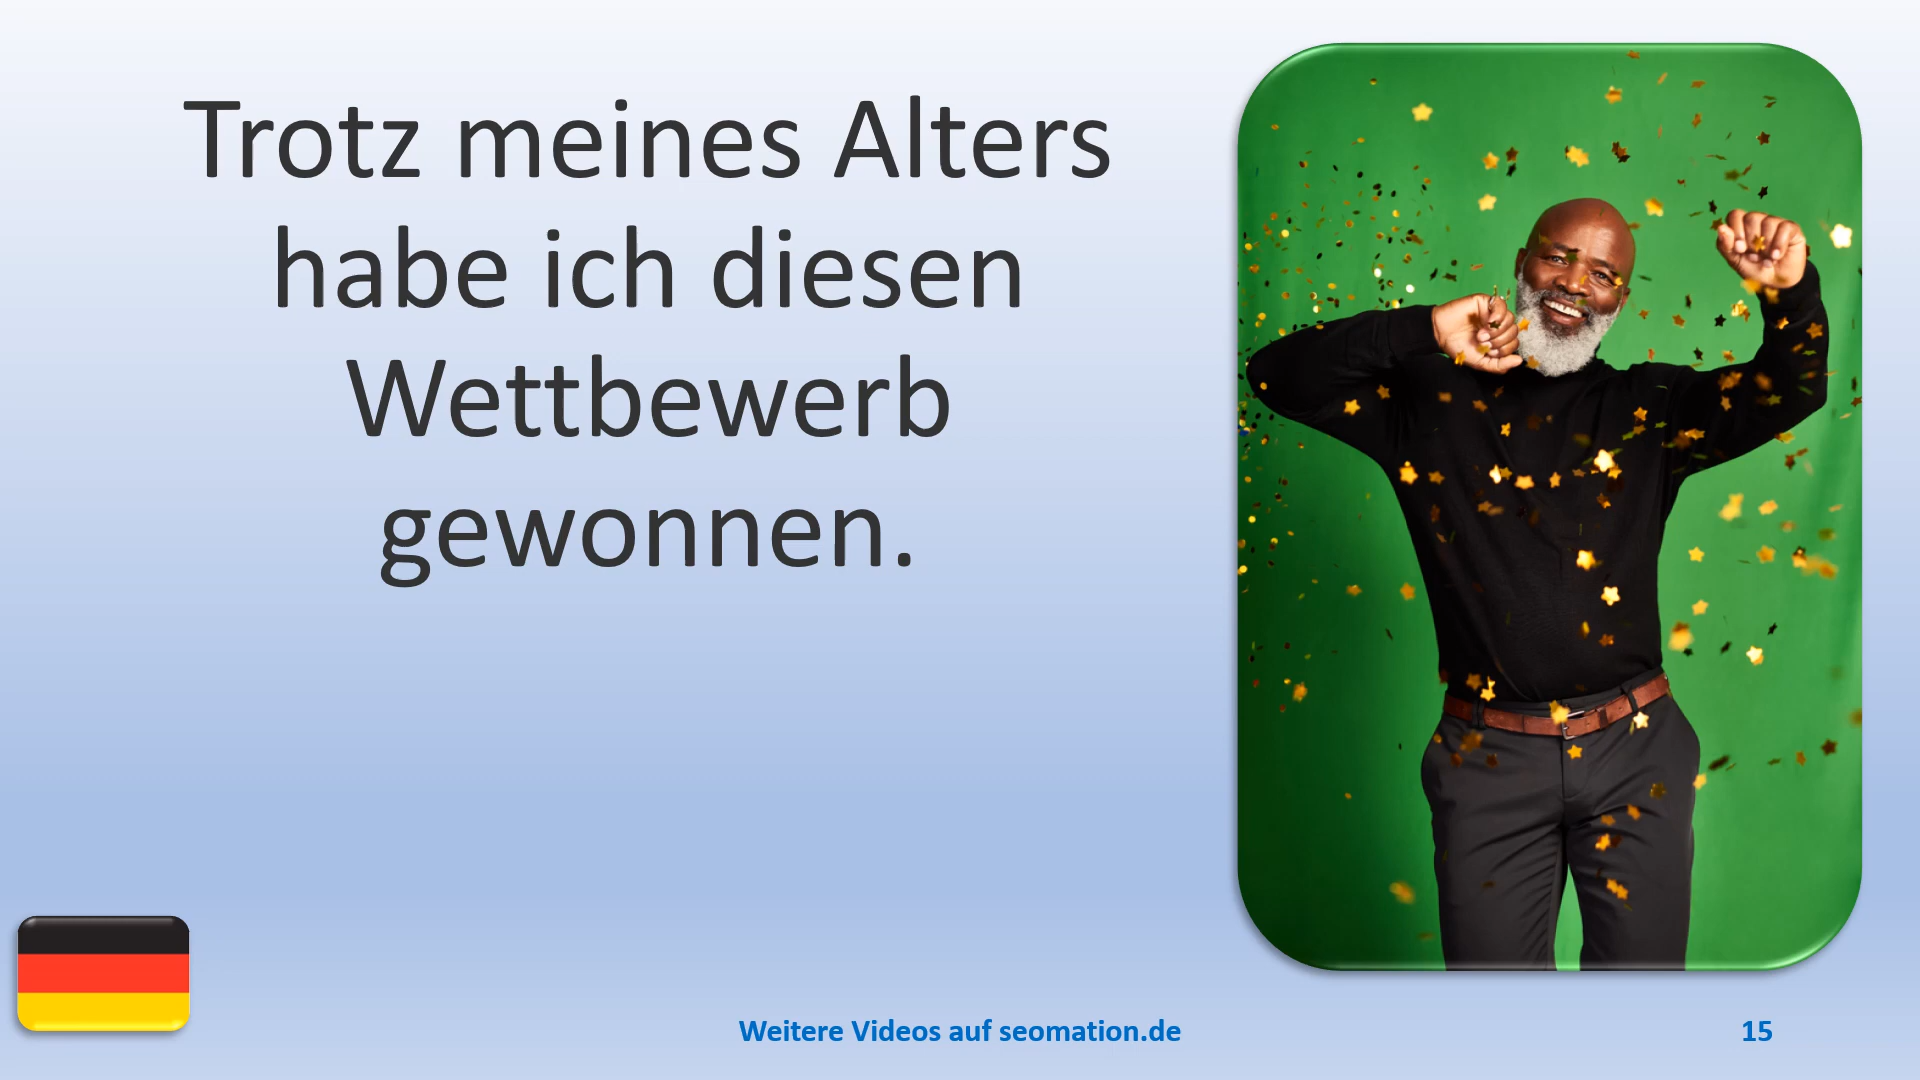 Trotz meines Alters
habe ich diesen
Wettbewerb
gewonnen.
Weitere Videos auf seomation.de
15